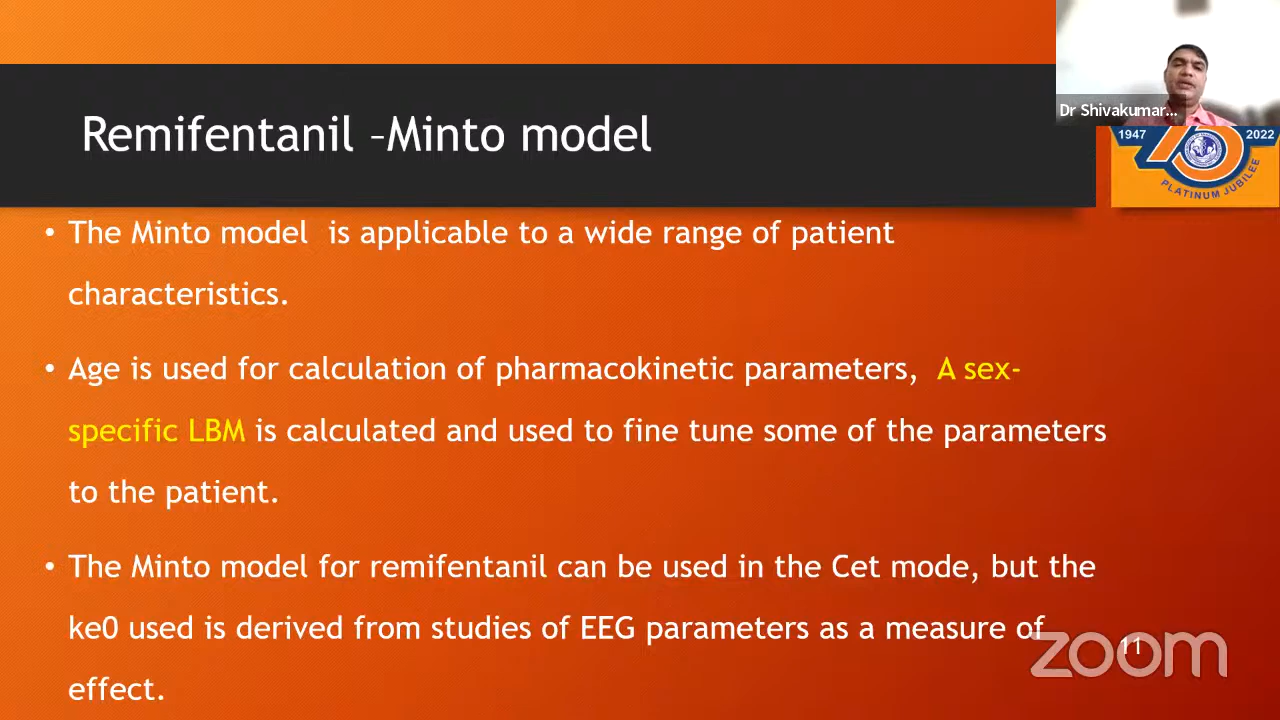 Remifentanil –Minto model
Dr Shivakumar...
1947
75
2022
PLATINUM JUBILEE
• The Minto model  is applicable to a wide range of patient
characteristics.
• Age is used for calculation of pharmacokinetic parameters,  A sex-
specific LBM is calculated and used to fine tune some of the parameters
to the patient.
• The Minto model for remifentanil can be used in the Cet mode, but the
ke0 used is derived from studies of EEG parameters as a measure of
effect.
11
zoom